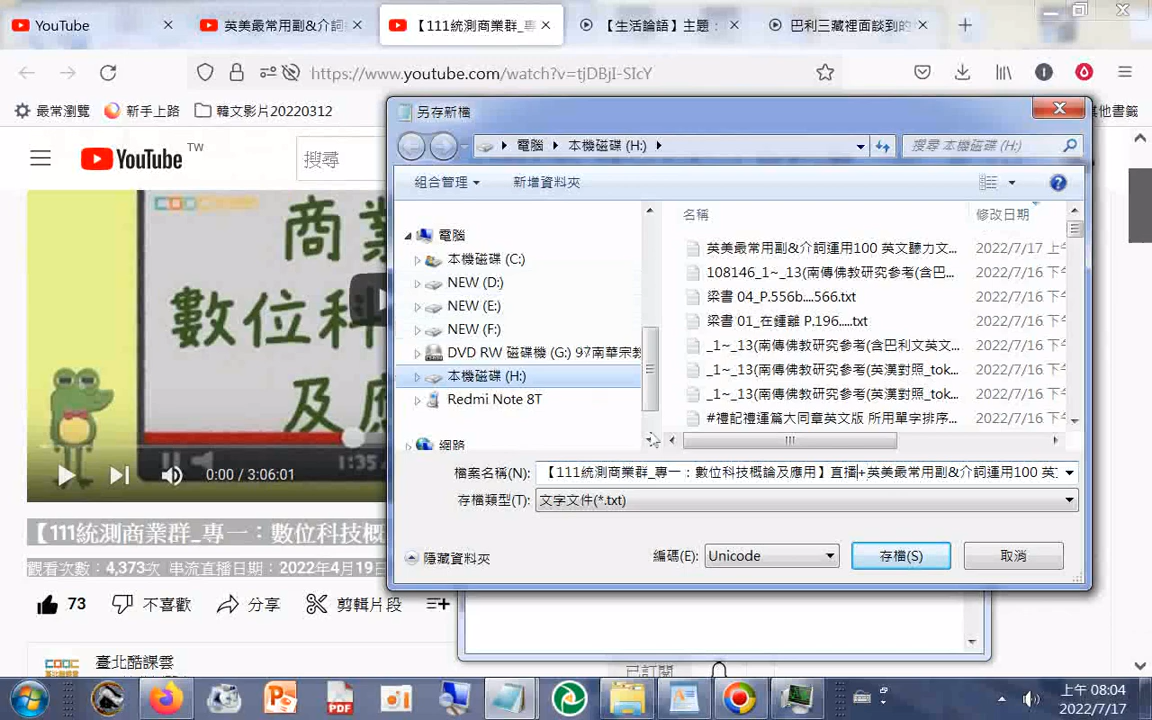 YouTube
英美最常用副&介詞
【111統測商業群_專
【生活論語】主題：
巴利三藏裡面談到的
https://www.youtube.com/watch?v=tjDBjI-SIcY
最常瀏覽
新手上路
韓文影片20220312
其他書籤
YouTube TW
搜尋
商業
數位科
及應
0:00 / 3:06:01
【111統測商業群_專一：數位科技概
觀看次數：4,373次 串流直播日期：2022年4月19日
73
不喜歡
分享
剪輯片段
臺北酷課雲
已訂閱
另存新檔
電腦
本機磁碟 (H:)
搜尋 本機磁碟 (H:)
組合管理
新增資料夾
電腦
本機磁碟 (C:)
NEW (D:)
NEW (E:)
NEW (F:)
DVD RW 磁碟機 (G:) 97南華宗教
本機磁碟 (H:)
Redmi Note 8T
網路
名稱
修改日期
英美最常用副&介詞運用100 英文聽力文...
2022/7/17 上午
108146_1~_13(南傳佛教研究參考(含巴...
2022/7/16 下午
梁書 04_P.556b....566.txt
2022/7/16 下午
梁書 01_在鍾離 P.196.....txt
2022/7/16 下午
_1~_13(南傳佛教研究參考(含巴利文英文...
2022/7/16 下午
_1~_13(南傳佛教研究參考(英漢對照_tok...
2022/7/16 下午
_1~_13(南傳佛教研究參考(英漢對照_tok...
2022/7/16 下午
#禮記禮運篇大同章英文版 所用單字排序...
2022/7/16 下午
檔案名稱(N):
【111統測商業群_專一：數位科技概論及應用】直播+英美最常用副&介詞運用100 英
存檔類型(T):
文字文件(*.txt)
隱藏資料夾
編碼(E):
Unicode
存檔(S)
取消
上午 08:04
2022/7/17